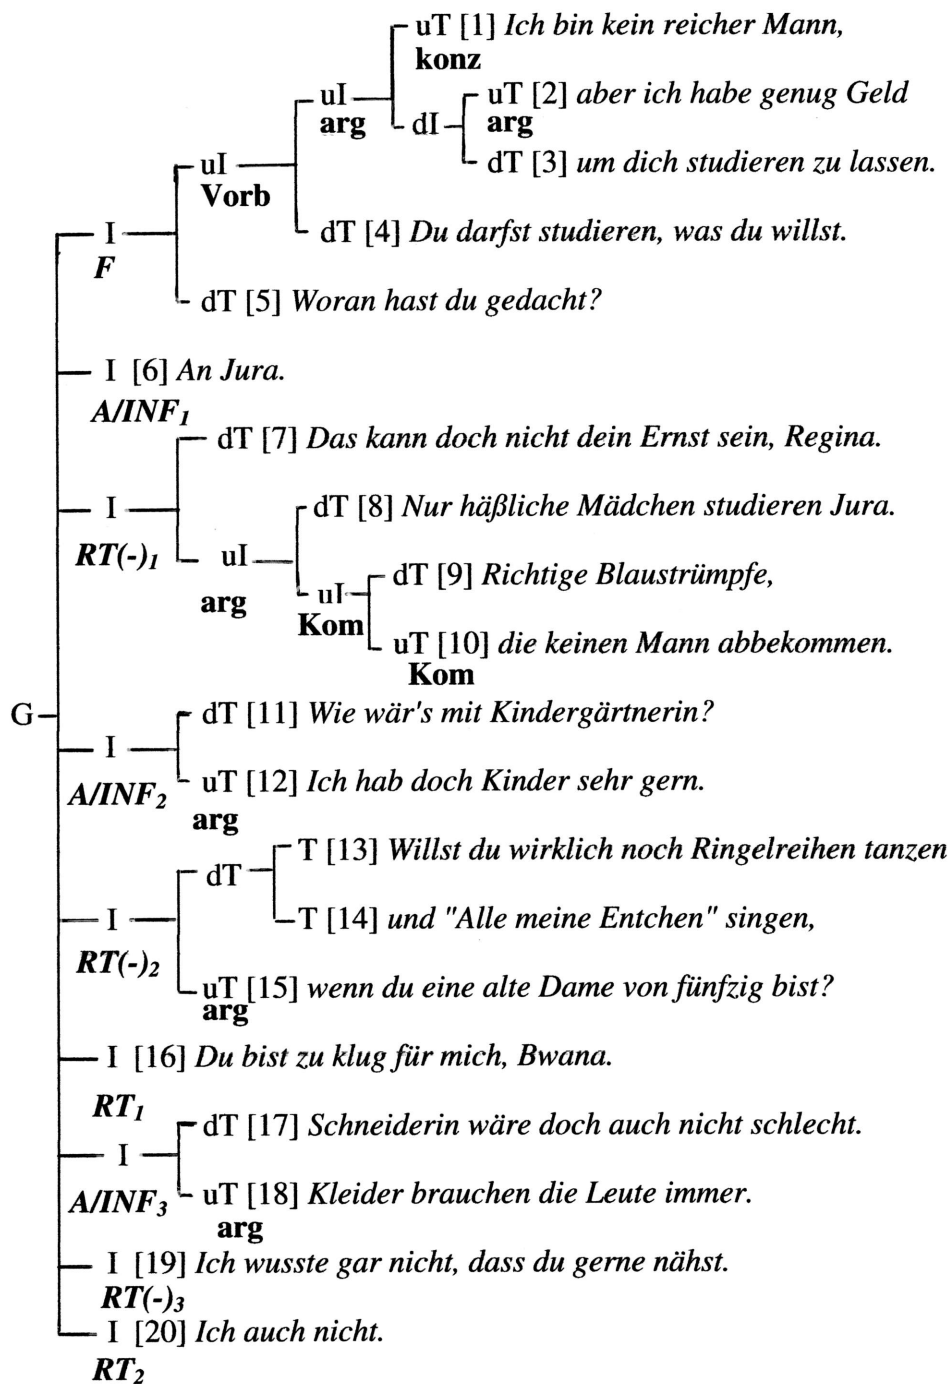 uT [1] Ich bin kein reicher Mann,
konz
uI
arg
uT [2] aber ich habe genug Geld
arg
dI
dT [3] um dich studieren zu lassen.
uI
Vorb
dT [4] Du darfst studieren, was du willst.
I
F
dT [5] Woran hast du gedacht?
I [6] An Jura.
A/INF1
dT [7] Das kann doch nicht dein Ernst sein, Regina.
I
RT(-)1
dT [8] Nur häßliche Mädchen studieren Jura.
uI
arg
dT [9] Richtige Blaustrümpfe,
uI
Kom
uT [10] die keinen Mann abbekommen.
Kom
G
dT [11] Wie wär's mit Kindergärtnerin?
I
A/INF2
uT [12] Ich hab doch Kinder sehr gern.
arg
T [13] Willst du wirklich noch Ringelreihen tanzen
dT
T [14] und "Alle meine Entchen" singen,
I
RT(-)2
uT [15] wenn du eine alte Dame von fünfzig bist?
arg
I [16] Du bist zu klug für mich, Bwana.
RT1
dT [17] Schneiderin wäre doch auch nicht schlecht.
I
A/INF3
uT [18] Kleider brauchen die Leute immer.
arg
I [19] Ich wusste gar nicht, dass du gerne nähst.
RT(-)3
I [20] Ich auch nicht.
RT2